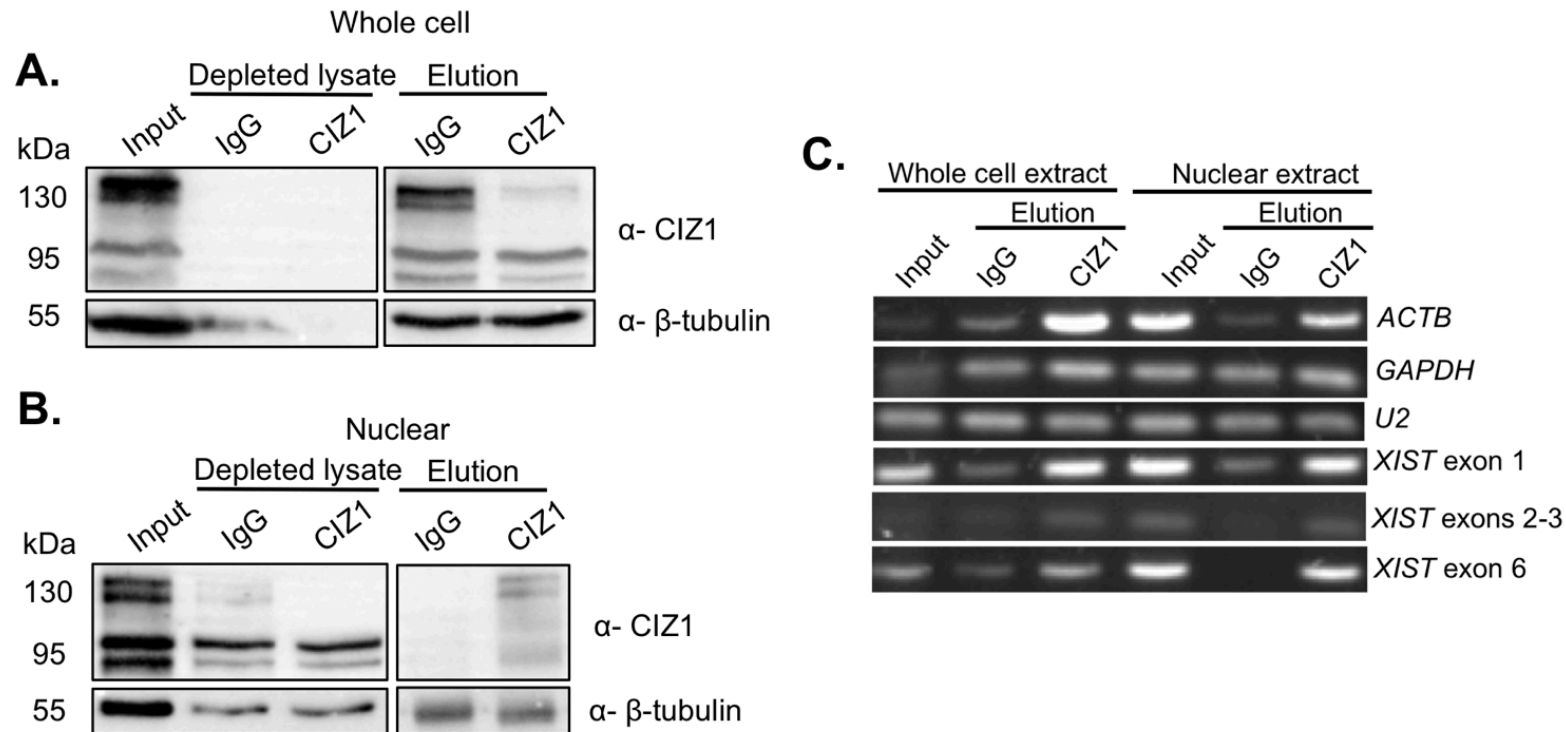 Whole cell
A.
Depleted lysate Elution
kDa Input IgG CIZ1 IgG CIZ1
130
α- CIZ1
95
55
α- β-tubulin
B.
Nuclear
Depleted lysate Elution
kDa Input IgG CIZ1 IgG CIZ1
130
α- CIZ1
95
55
α- β-tubulin
C.
Whole cell extract Nuclear extract
Elution Elution
Input IgG CIZ1 Input IgG CIZ1
ACTB
GAPDH
U2
XIST exon 1
XIST exons 2-3
XIST exon 6